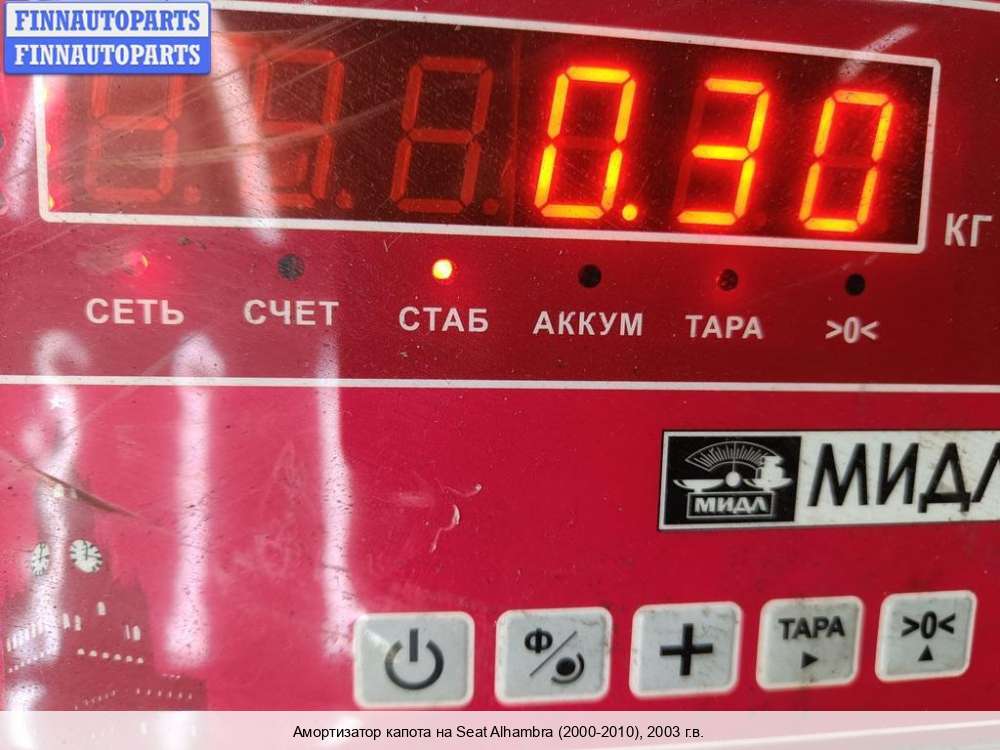 FINNAUTOPARTS
FINNAUTOPARTS
0.30
КГ
СЕТЬ СЧЕТ СТАБ АККУМ ТАРА >0<
МИДЛ МИДЛ
Ф ТАРА >0<
Амортизатор капота на Seat Alhambra (2000-2010), 2003 г.в.